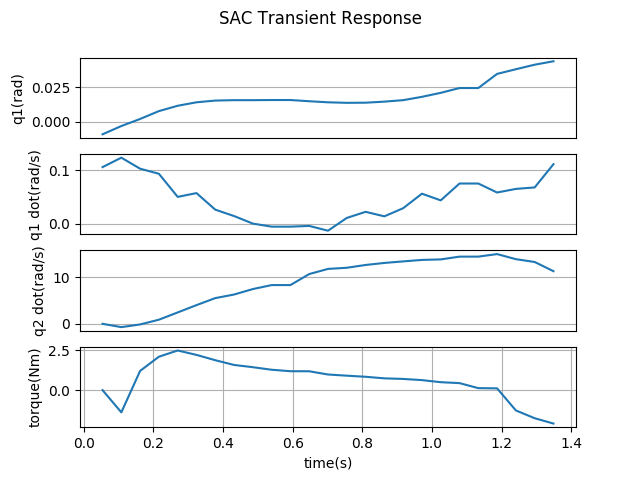 SAC Transient Response
q1(rad)
0.025
0.000
q1 dot(rad/s)
0.1
0.0
q2 dot(rad/s)
10
0
torque(Nm)
2.5
0.0
0.0 0.2 0.4 0.6 0.8 1.0 1.2 1.4
time(s)